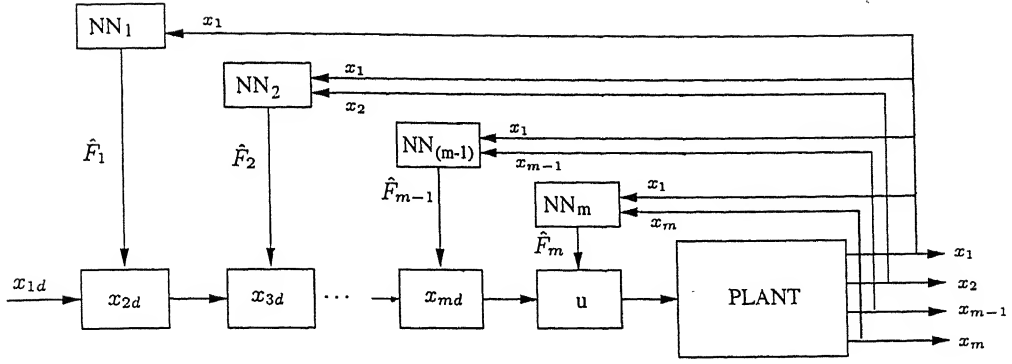 NN₁
x₁
NN₂
x₁
x₂
NN₍m-1₎
x₁
xₘ₋₁
NNₘ
x₁
xₘ
F̂₁
F̂₂
F̂ₘ₋₁
F̂ₘ
x₁d
x₂d
x₃d
···
xₘd
u
PLANT
x₁
x₂
xₘ₋₁
xₘ